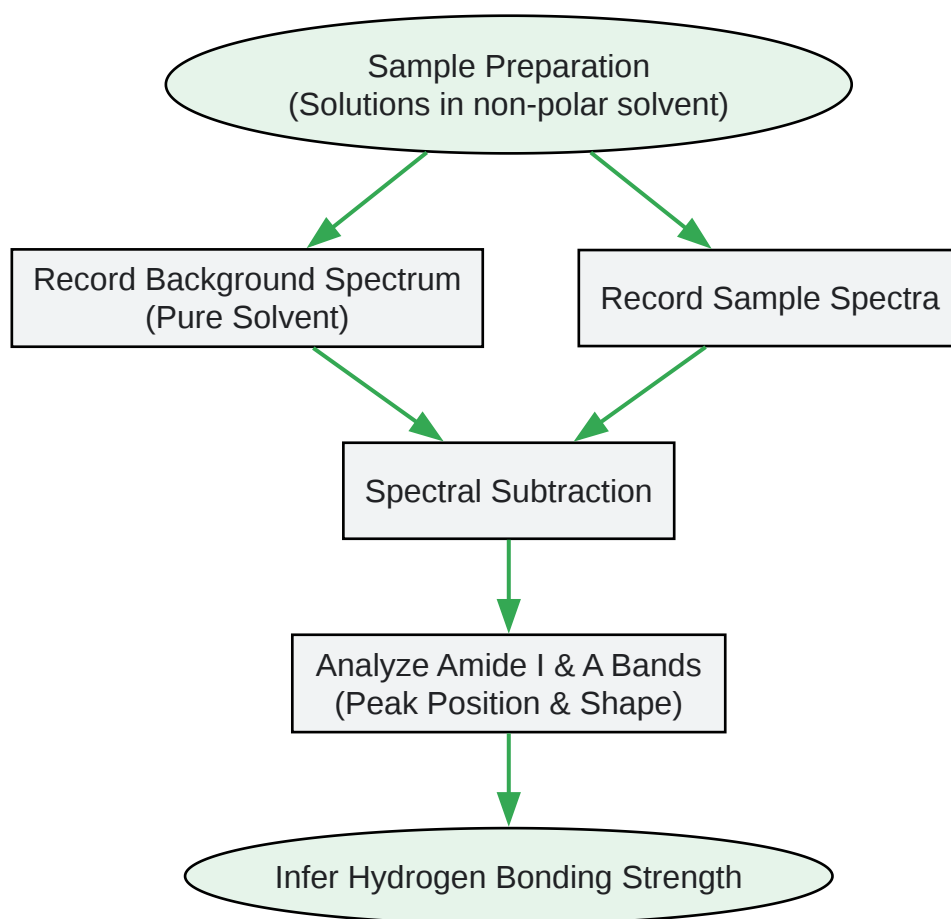 Sample Preparation
(Solutions in non-polar solvent)
Record Background Spectrum
(Pure Solvent)
Record Sample Spectra
Spectral Subtraction
Analyze Amide I & A Bands
(Peak Position & Shape)
Infer Hydrogen Bonding Strength